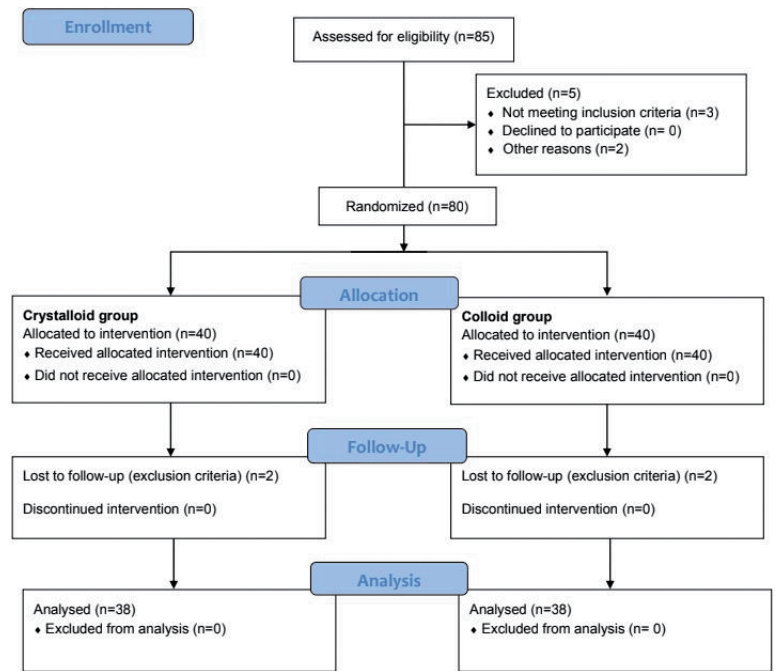 Enrollment
Assessed for eligibility (n=85)
Excluded (n=5)
♦ Not meeting inclusion criteria (n=3)
♦ Declined to participate (n= 0)
♦ Other reasons (n=2)
Randomized (n=80)
Allocation
Crystalloid group
Allocated to intervention (n=40)
♦ Received allocated intervention (n=40)
♦ Did not receive allocated intervention (n=0)
Colloid group
Allocated to intervention (n=40)
♦ Received allocated intervention (n=40)
♦ Did not receive allocated intervention (n=0)
Follow-Up
Lost to follow-up (exclusion criteria) (n=2)
Discontinued intervention (n=0)
Lost to follow-up (exclusion criteria) (n=2)
Discontinued intervention (n=0)
Analysis
Analysed (n=38)
♦ Excluded from analysis (n=0)
Analysed (n=38)
♦ Excluded from analysis (n= 0)